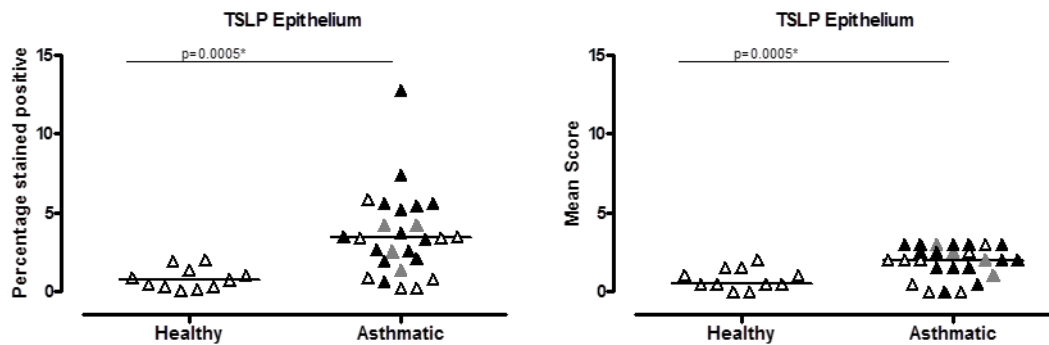 TSLP Epithelium
p=0.0005*
Percentage stained positive
15
10
5
0
Healthy
Asthmatic
TSLP Epithelium
p=0.0005*
Mean Score
15
10
5
0
Healthy
Asthmatic